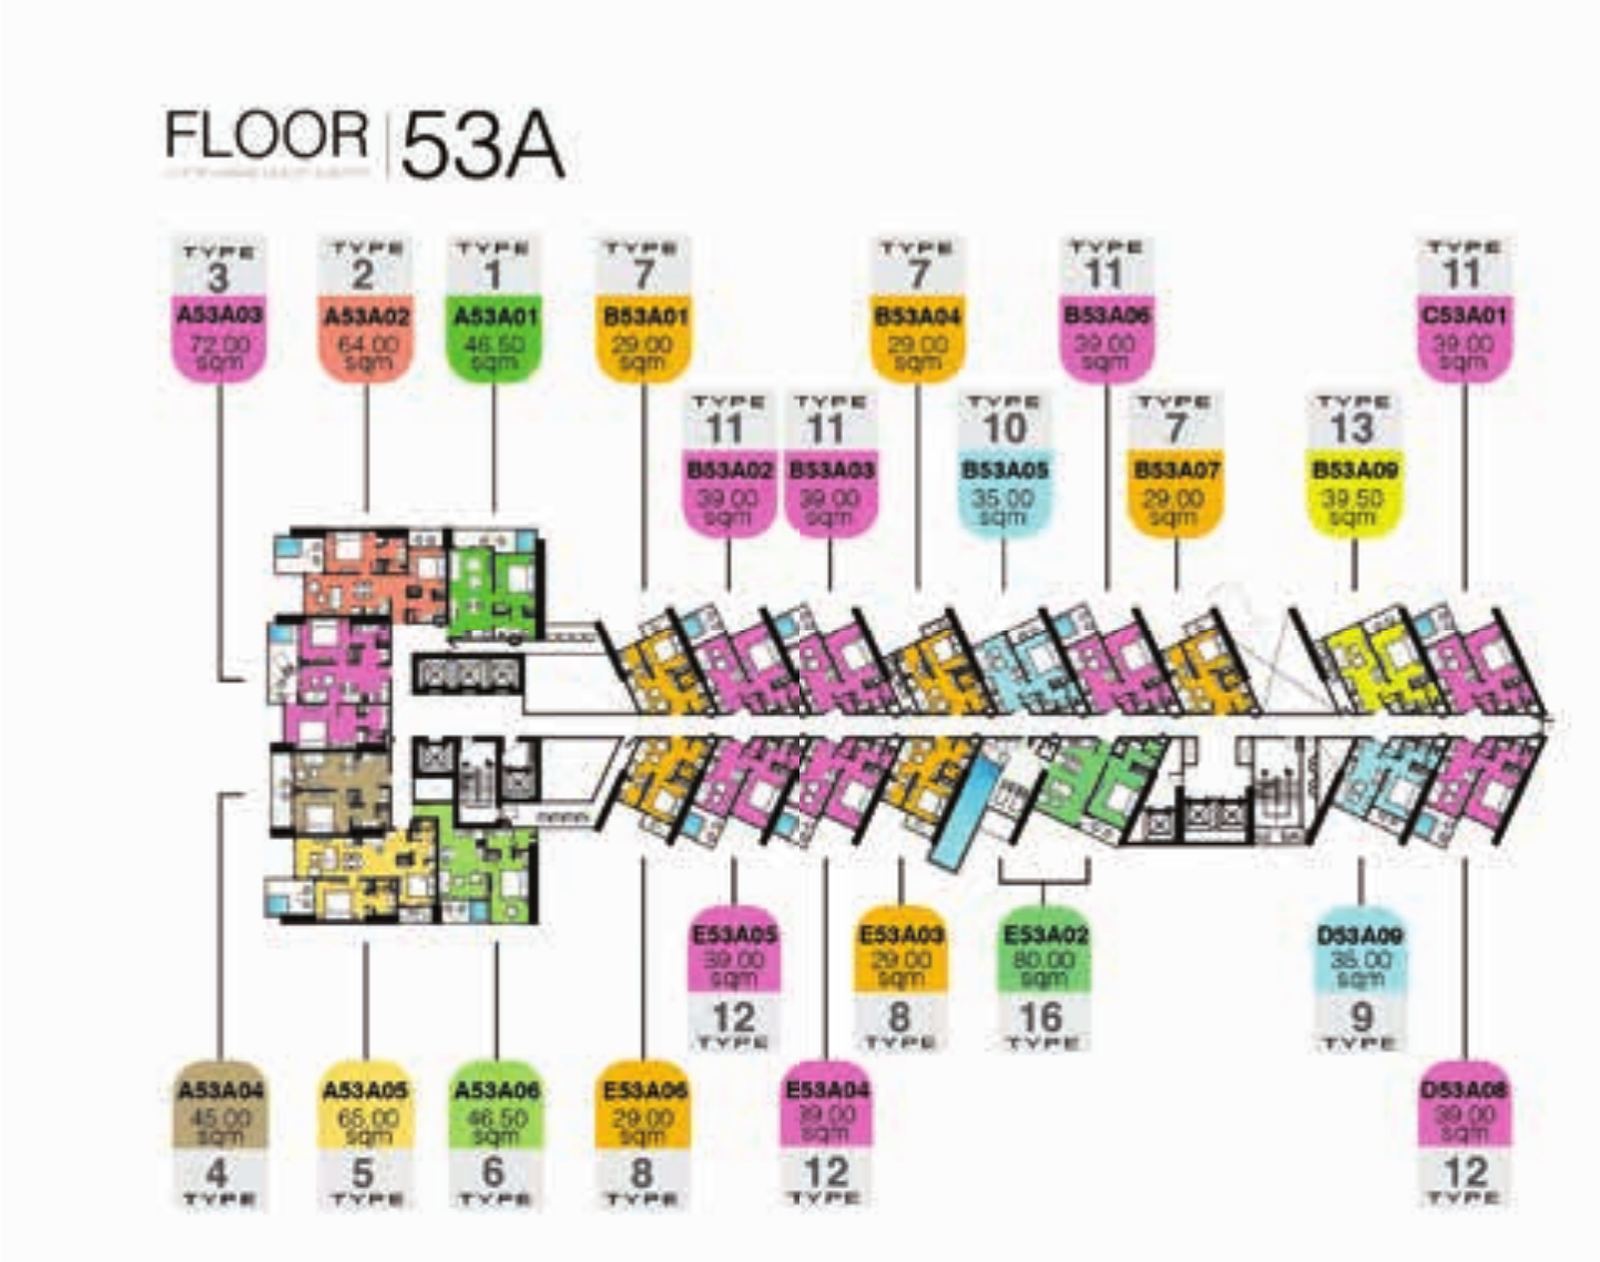 FLOOR 53A
TYPE
3
A53A03
72.00
sqm
TYPE
2
A53A02
64.00
sqm
TYPE
1
A53A01
46.50
sqm
TYPE
7
B53A01
29.00
sqm
TYPE
7
B53A04
29.00
sqm
TYPE
11
B53A06
39.00
sqm
TYPE
11
C53A01
39.00
sqm
TYPE
11
B53A02
39.00
sqm
TYPE
11
B53A03
39.00
sqm
TYPE
10
B53A05
35.00
sqm
TYPE
7
B53A07
29.00
sqm
TYPE
13
B53A09
39.50
sqm
E53A05
39.00
sqm
12
TYPE
E53A03
29.00
sqm
8
TYPE
E53A02
80.00
sqm
16
TYPE
D53A09
35.00
sqm
9
TYPE
A53A04
45.00
sqm
4
TYPE
A53A05
65.00
sqm
5
TYPE
A53A06
46.50
sqm
6
TYPE
E53A06
29.00
sqm
8
TYPE
E53A04
39.00
sqm
12
TYPE
D53A08
39.00
sqm
12
TYPE